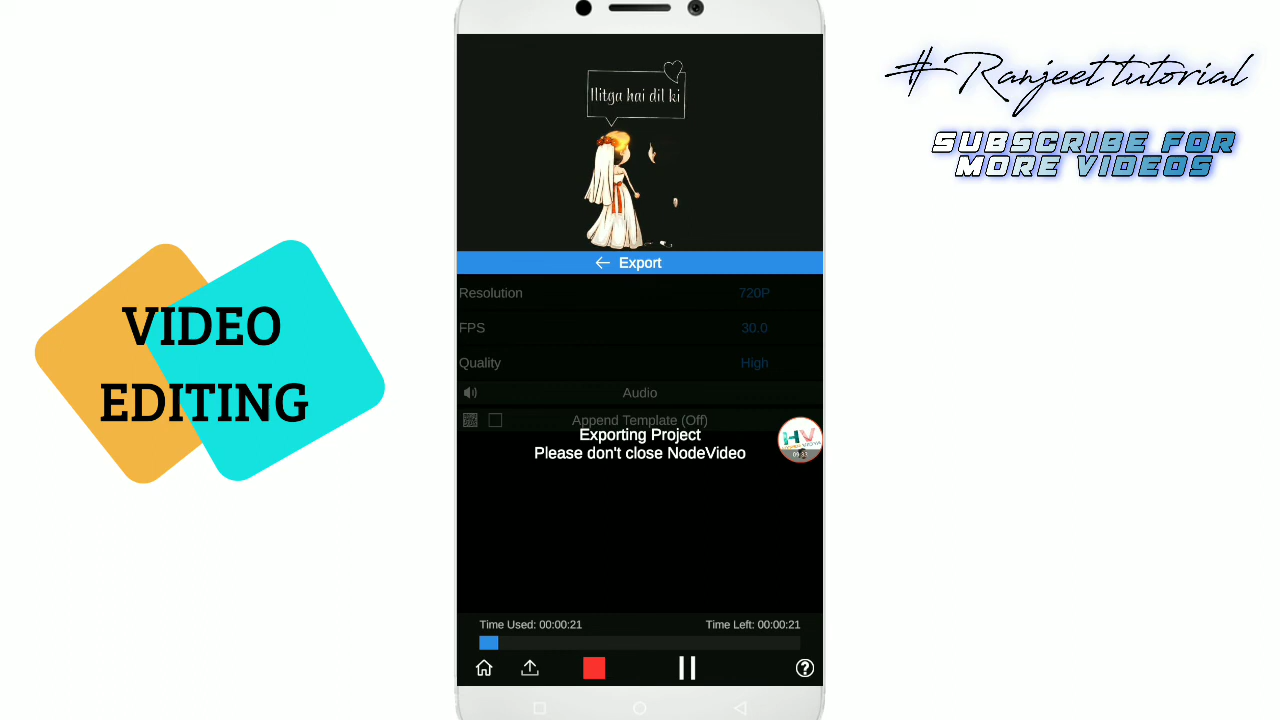 # Ranjeet tutorial
SUBSCRIBE FOR
MORE VIDEOS
VIDEO
EDITING
hai dil ki
Export
Resolution 720P
FPS 30.0
Quality High
Audio
Append Template (Off)
Exporting Project
Please don't close NodeVideo
HV
Time Used: 00:00:21 Time Left: 00:00:21